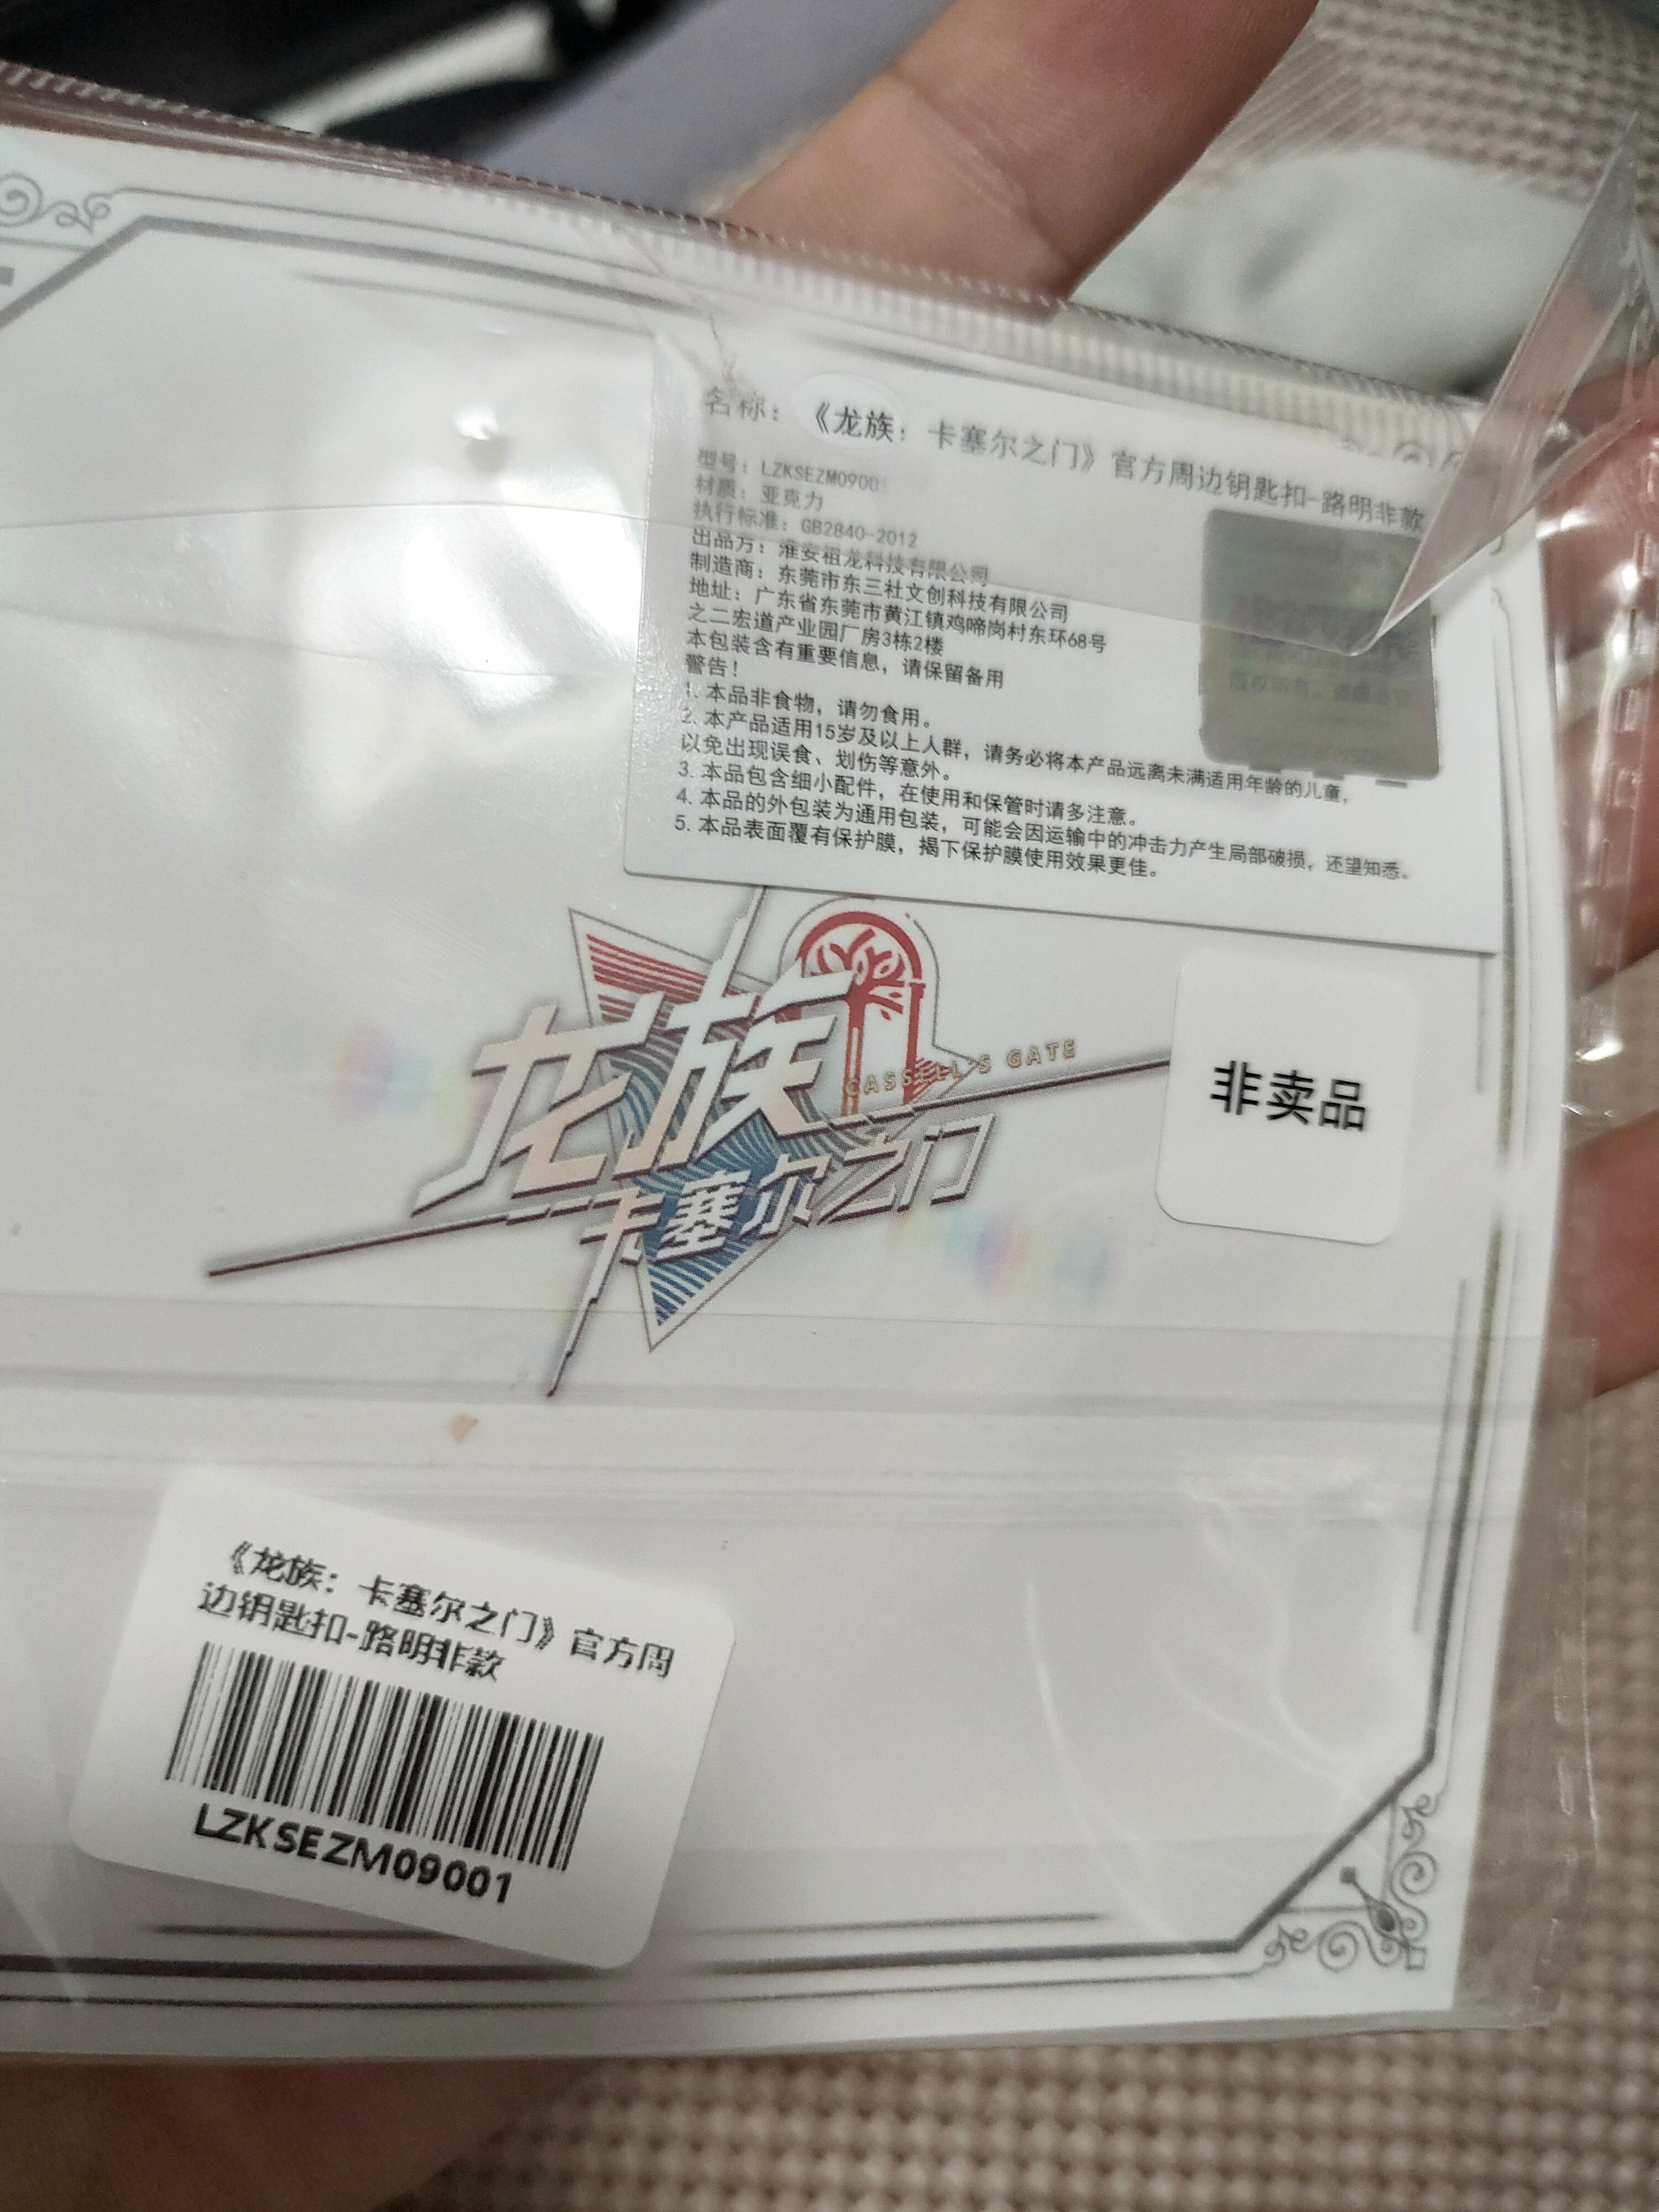 名称：《龙族：卡塞尔之门》官方周边钥匙扣-路明非款
型号：LZKSEZM09001
材质：亚克力
执行标准：GB2840-2012
出品方：淮安祖龙科技有限公司
制造商：东莞市东三社文创科技有限公司
地址：广东省东莞市黄江镇鸡啼岗村东环68号
之二宏道产业园厂房3栋2楼
本包装含有重要信息，请保留备用
警告！
1. 本品非食物，请勿食用。
2. 本产品适用15岁及以上人群，请务必将本产品远离未满适用年龄的儿童，
以免出现误食、划伤等意外。
3. 本品包含细小配件，在使用和保管时请多注意。
4. 本品的外包装为通用包装，可能会因运输中的冲击力产生局部破损，还望知悉。
5. 本品表面覆有保护膜，揭下保护膜使用效果更佳。
龙族
CASSELL'S GATE
卡塞尔之门
非卖品
《龙族：卡塞尔之门》官方周
边钥匙扣-路明非款
LZKSEZM09001